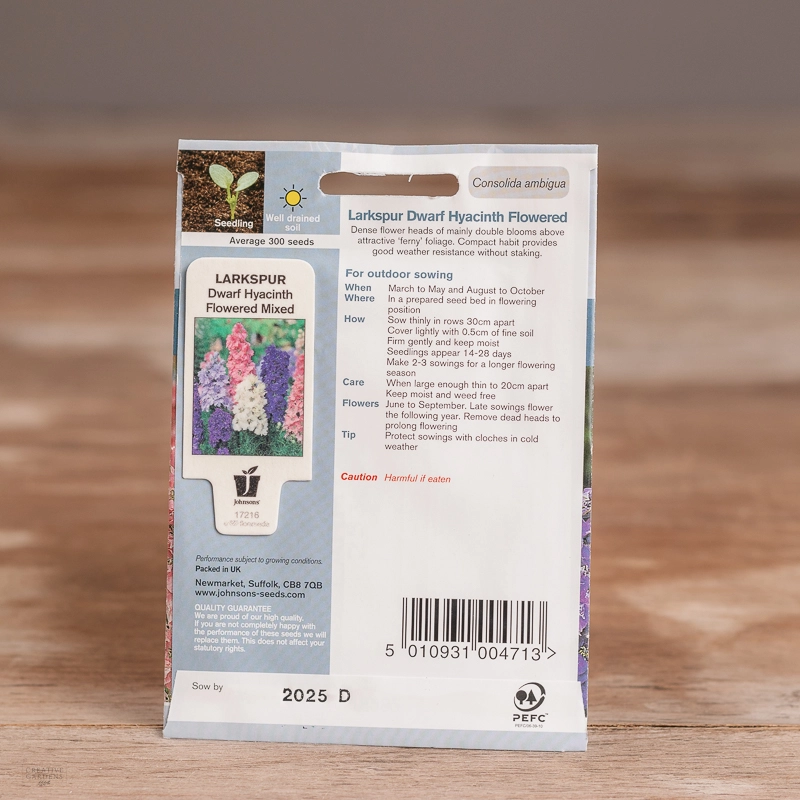 Seedling
Well drained
soil
Average 300 seeds
LARKSPUR
Dwarf Hyacinth
Flowered Mixed
Johnsons
17216
Performance subject to growing conditions
Packed in UK
Newmarket, Suffolk, CB8 7QB
www.johnsons-seeds.com
QUALITY GUARANTEE
We are proud of our high quality.
If you are not completely happy with
the performance of these seeds we will
replace them. This does not affect your
statutory rights.
Consolida ambigua
Larkspur Dwarf Hyacinth Flowered
Dense flower heads of mainly double blooms above
attractive 'ferny' foliage. Compact habit provides
good weather resistance without staking.
For outdoor sowing
When March to May and August to October
Where In a prepared seed bed in flowering
position
How Sow thinly in rows 30cm apart
Cover lightly with 0.5cm of fine soil
Firm gently and keep moist
Seedlings appear 14-28 days
Make 2-3 sowings for a longer flowering
season
Care When large enough thin to 20cm apart
Keep moist and weed free
Flowers June to September. Late sowings flower
the following year. Remove dead heads to
prolong flowering
Tip Protect sowings with cloches in cold
weather
Caution Harmful if eaten
5 010931 004713 >
Sow by 2025 D
PEFC
CREATIVE
GARDENS